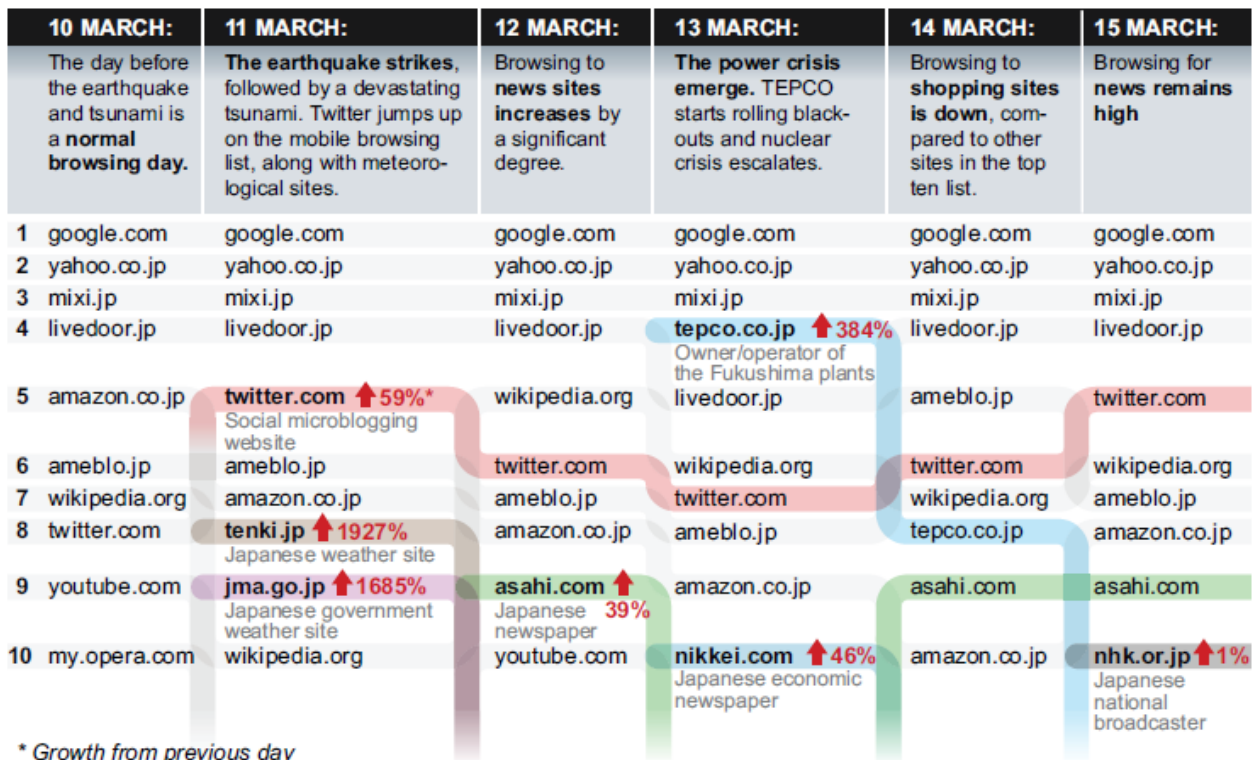 10 MARCH:
The day before
the earthquake
and tsunami is
a normal
browsing day.
11 MARCH:
The earthquake strikes,
followed by a devastating
tsunami. Twitter jumps up
on the mobile browsing
list, along with meteoro-
logical sites.
12 MARCH:
Browsing to
news sites
increases by
a significant
degree.
13 MARCH:
The power crisis
emerge. TEPCO
starts rolling black-
outs and nuclear
crisis escalates.
14 MARCH:
Browsing to
shopping sites
is down, com-
pared to other
sites in the top
ten list.
15 MARCH:
Browsing for
news remains
high
1 google.com google.com google.com google.com google.com google.com
2 yahoo.co.jp yahoo.co.jp yahoo.co.jp yahoo.co.jp yahoo.co.jp yahoo.co.jp
3 mixi.jp mixi.jp mixi.jp mixi.jp mixi.jp mixi.jp
4 livedoor.jp livedoor.jp livedoor.jp tepco.co.jp 384% livedoor.jp livedoor.jp
Owner/operator of
the Fukushima plants
5 amazon.co.jp twitter.com 59%* wikipedia.org livedoor.jp ameblo.jp twitter.com
Social microblogging
website
6 ameblo.jp ameblo.jp twitter.com wikipedia.org twitter.com wikipedia.org
7 wikipedia.org amazon.co.jp ameblo.jp twitter.com wikipedia.org ameblo.jp
8 twitter.com tenki.jp 1927% amazon.co.jp ameblo.jp tepco.co.jp amazon.co.jp
Japanese weather site
9 youtube.com jma.go.jp 1685% asahi.com 39% amazon.co.jp asahi.com asahi.com
Japanese government
weather site
Japanese
newspaper
10 my.opera.com wikipedia.org youtube.com nikkei.com 46% amazon.co.jp nhk.or.jp 1%
Japanese economic
newspaper
Japanese
national
broadcaster
* Growth from previous day